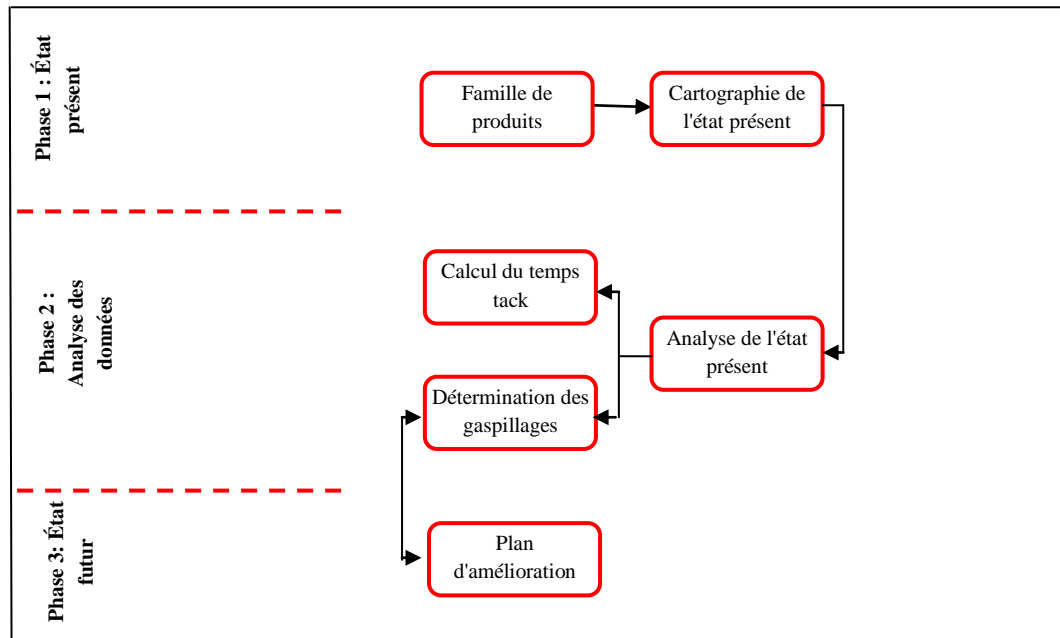 Phase 1 : État
présent
Famille de
produits
Cartographie de
l'état présent
Phase 2 :
Analyse des
données
Calcul du temps
tack
Analyse de l'état
présent
Détermination des
gaspillages
Phase 3: État
futur
Plan
d'amélioration